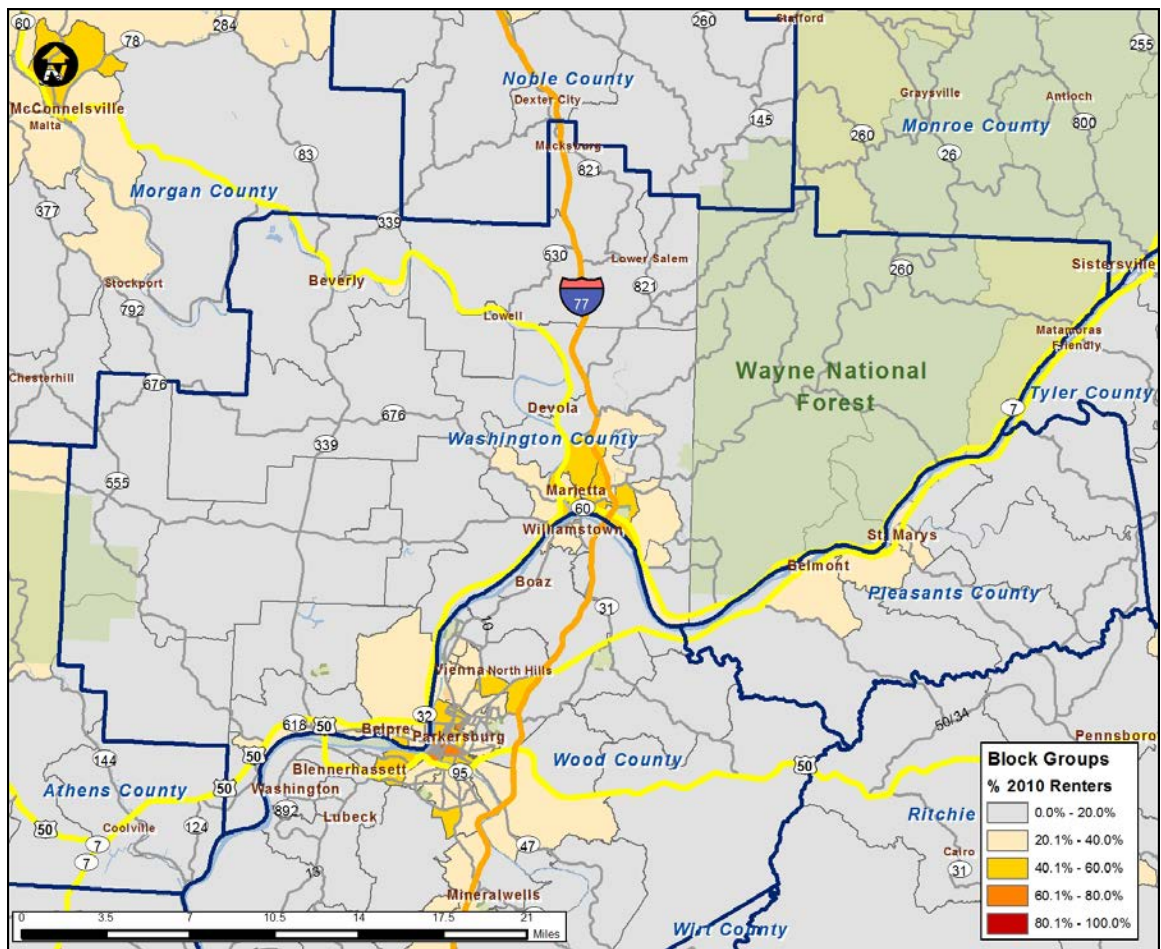 60
284
78
260
Stafford
255
N
McConnelsville
Malta
Noble County
Dexter City
Graysville
Antioch
Monroe County
800
145
260
26
Macksburg
821
83
Morgan County
377
339
Stockport
792
Beverly
530
Lower Salem
821
260
Sistersville
77
Lowell
Matamoras
Friendly
Chesterhill
676
Wayne National
Forest
Tyler County
7
Devola
676
339
Washington County
555
Marietta
60
Williamstown
St. Marys
Belmont
Boaz
Pleasants County
31
10
Vienna
North Hills
32
618
50
Belpre
Parkersburg
50/34
Pennsboro
50
Blennerhassett
95
Wood County
50
144
Athens County
50
Washington
892
Lubeck
Ritchie
50
Coolville
124
7
7
47
Cairo
31
Mineralwells
Wirt County
Block Groups
% 2010 Renters
0.0% - 20.0%
20.1% - 40.0%
40.1% - 60.0%
60.1% - 80.0%
80.1% - 100.0%
0 3.5 7 10.5 14 17.5 21
Miles